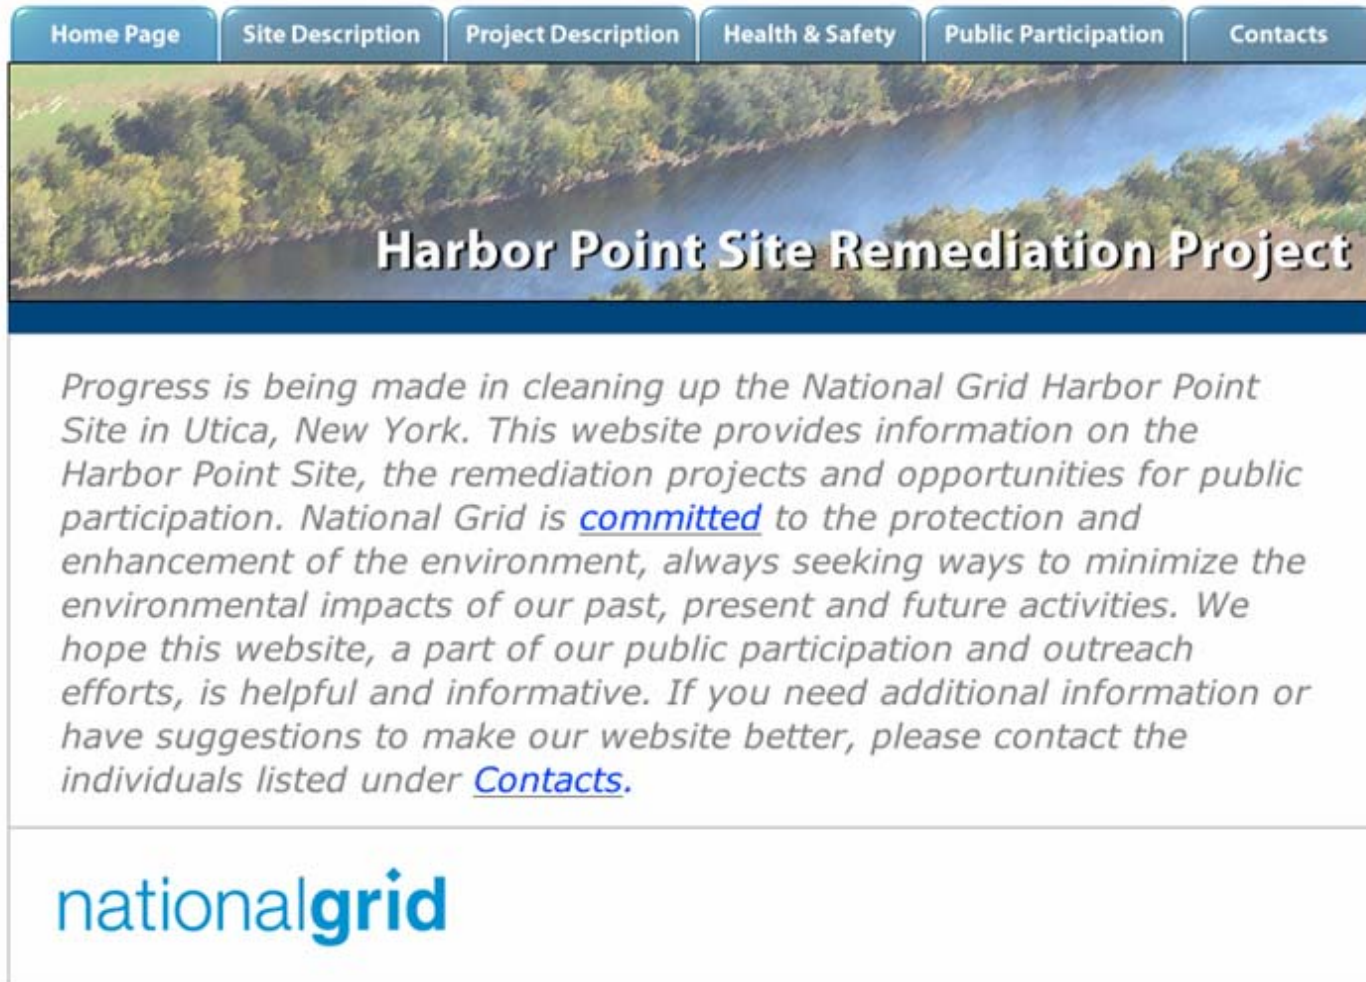 Home Page Site Description Project Description Health & Safety Public Participation Contacts
Harbor Point Site Remediation Project
Progress is being made in cleaning up the National Grid Harbor Point
Site in Utica, New York. This website provides information on the
Harbor Point Site, the remediation projects and opportunities for public
participation. National Grid is committed to the protection and
enhancement of the environment, always seeking ways to minimize the
environmental impacts of our past, present and future activities. We
hope this website, a part of our public participation and outreach
efforts, is helpful and informative. If you need additional information or
have suggestions to make our website better, please contact the
individuals listed under Contacts.
nationalgrid